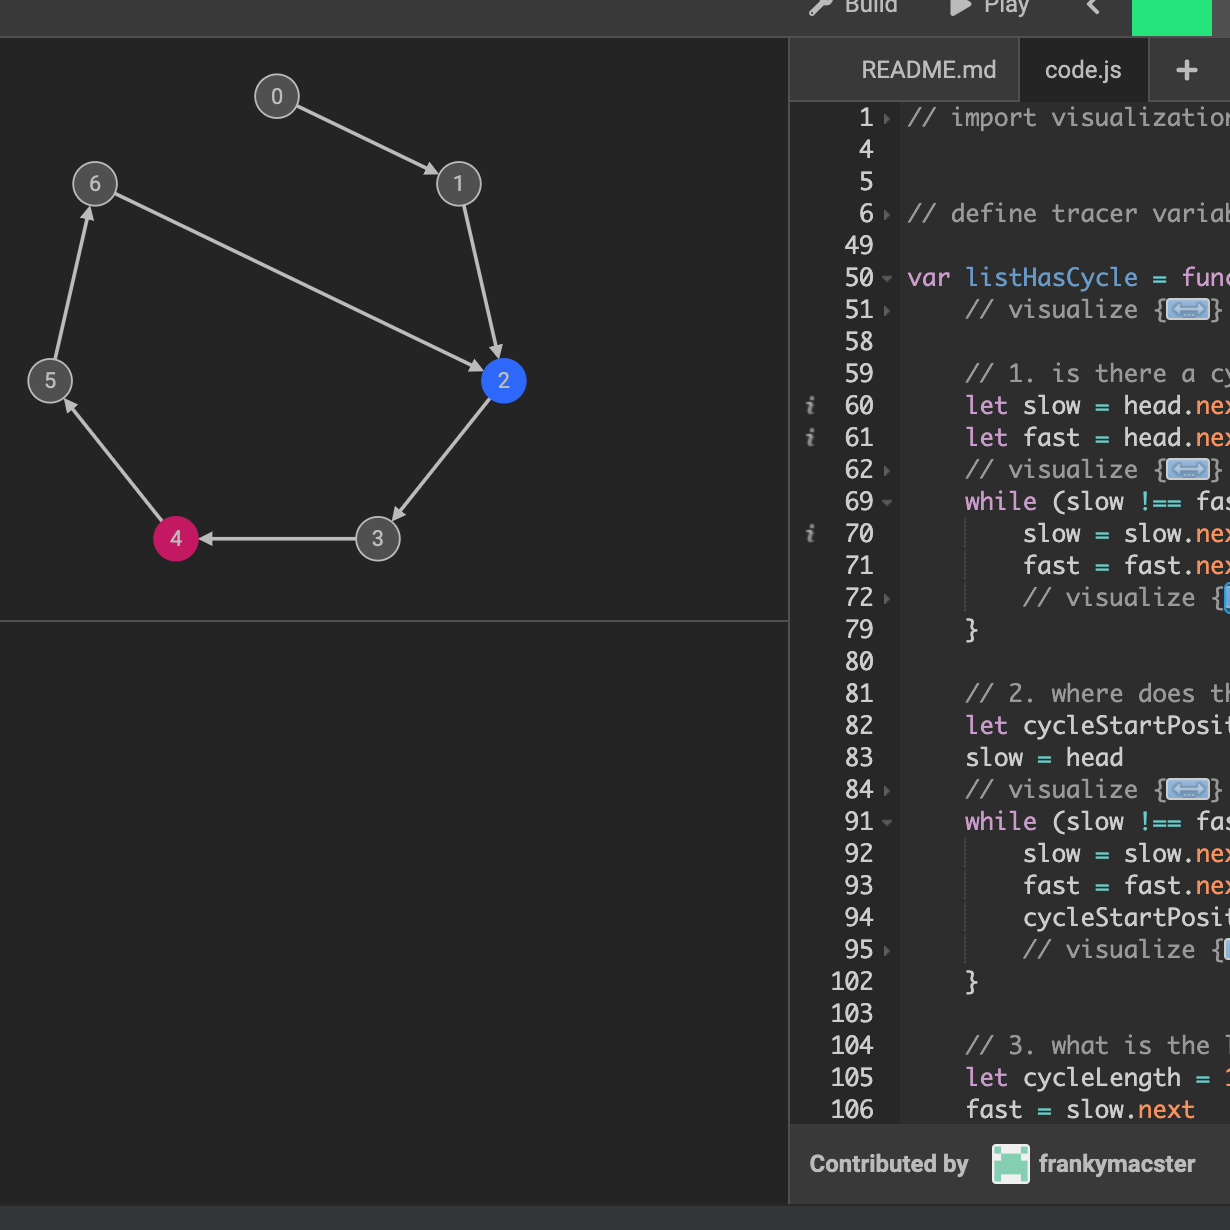 Build Play
README.md code.js +
0
6
1
5
2
4
3
1 // import visualization
4
5
6 // define tracer variab
49
50 var listHasCycle = func
51 // visualize {}
58
59 // 1. is there a cy
60 let slow = head.nex
61 let fast = head.nex
62 // visualize {}
69 while (slow !== fas
70 slow = slow.nex
71 fast = fast.nex
72 // visualize {
79 }
80
81 // 2. where does th
82 let cycleStartPosit
83 slow = head
84 // visualize {}
91 while (slow !== fas
92 slow = slow.nex
93 fast = fast.nex
94 cycleStartPosit
95 // visualize {
102 }
103
104 // 3. what is the l
105 let cycleLength = 1
106 fast = slow.next
Contributed by frankymacster